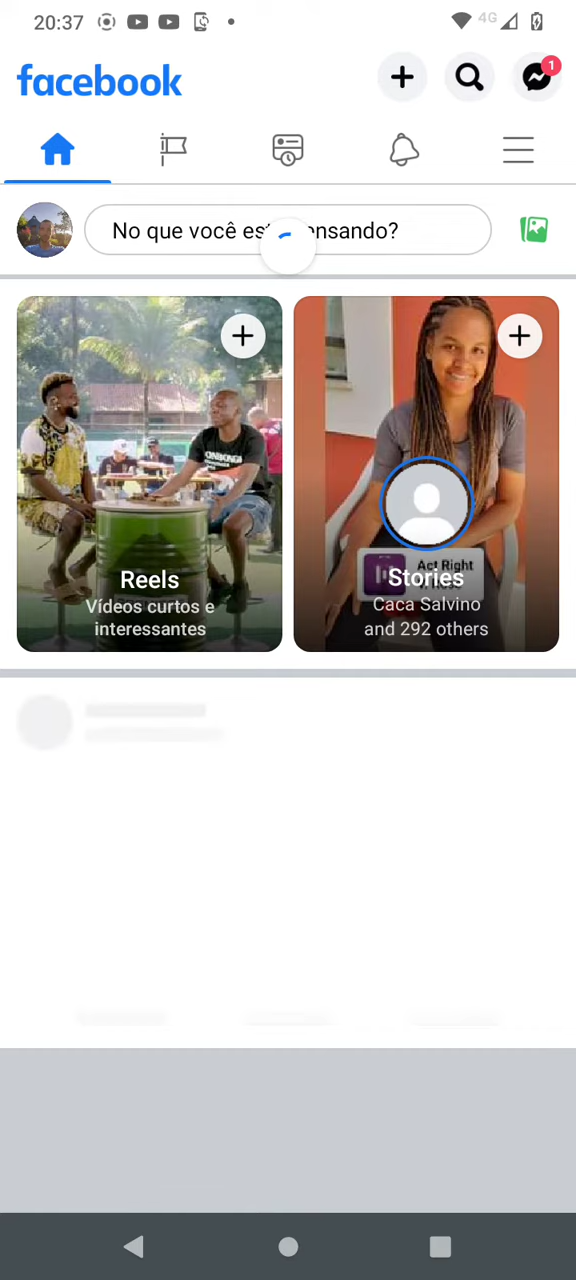 20:37
4G
facebook
1
No que você est ensando?
Reels
Vídeos curtos e
interessantes
Act Right
Stories
Caca Salvino
and 292 others